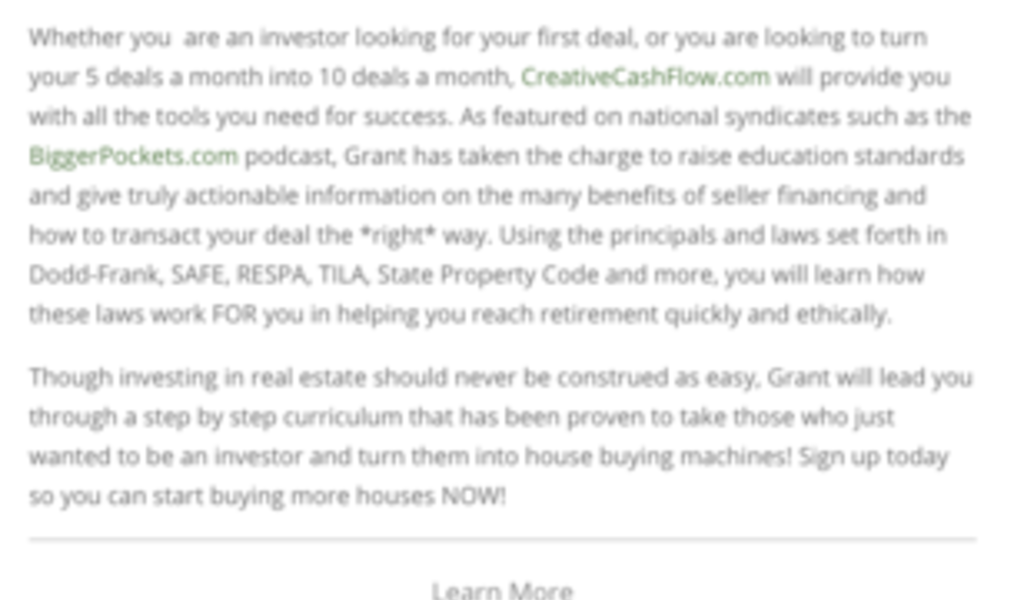 Whether you  are an investor looking for your first deal, or you are looking to turn
your 5 deals a month into 10 deals a month, CreativeCashFlow.com will provide you
with all the tools you need for success. As featured on national syndicates such as the
BiggerPockets.com podcast, Grant has taken the charge to raise education standards
and give truly actionable information on the many benefits of seller financing and
how to transact your deal the *right* way. Using the principals and laws set forth in
Dodd-Frank, SAFE, RESPA, TILA, State Property Code and more, you will learn how
these laws work FOR you in helping you reach retirement quickly and ethically.
Though investing in real estate should never be construed as easy, Grant will lead you
through a step by step curriculum that has been proven to take those who just
wanted to be an investor and turn them into house buying machines! Sign up today
so you can start buying more houses NOW!
Learn More